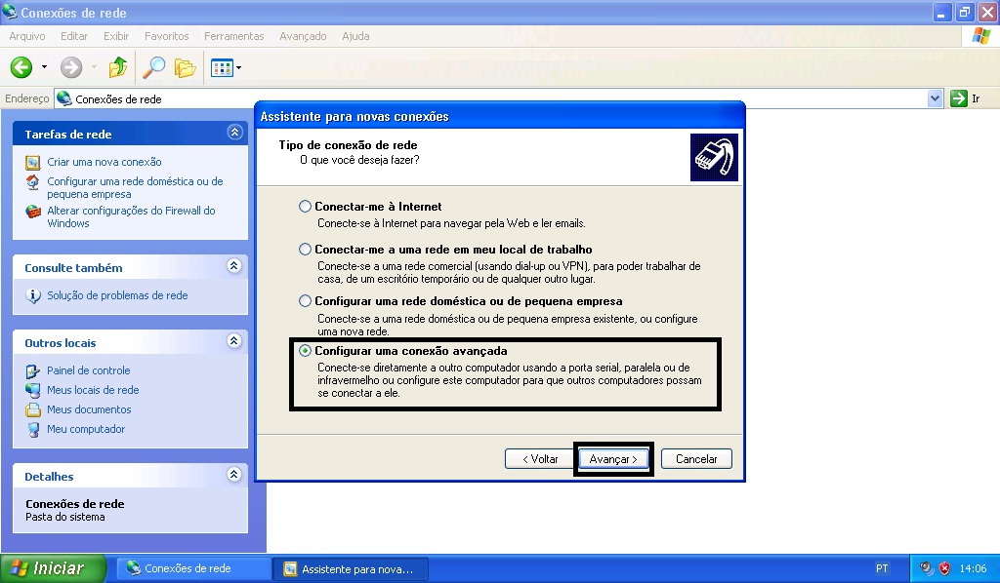 Conexões de rede
Arquivo Editar Exibir Favoritos Ferramentas Avançado Ajuda
Endereço Conexões de rede Ir
Tarefas de rede
Criar uma nova conexão
Configurar uma rede doméstica ou de
pequena empresa
Alterar configurações do Firewall do
Windows
Consulte também
Solução de problemas de rede
Outros locais
Painel de controle
Meus locais de rede
Meus documentos
Meu computador
Detalhes
Conexões de rede
Pasta do sistema
Assistente para novas conexões
Tipo de conexão de rede
O que você deseja fazer?
Conectar-me à Internet
Conecte-se à Internet para navegar pela Web e ler emails.
Conectar-me a uma rede em meu local de trabalho
Conecte-se a uma rede comercial (usando dial-up ou VPN), para poder trabalhar de
casa, de um escritório temporário ou de qualquer outro lugar.
Configurar uma rede doméstica ou de pequena empresa
Conecte-se a uma rede doméstica ou de pequena empresa existente, ou configure
uma nova rede.
Configurar uma conexão avançada
Conecte-se diretamente a outro computador usando a porta serial, paralela ou de
infravermelho ou configure este computador para que outros computadores possam
se conectar a ele.
< Voltar Avançar > Cancelar
Iniciar Conexões de rede Assistente para nova... PT 14:06